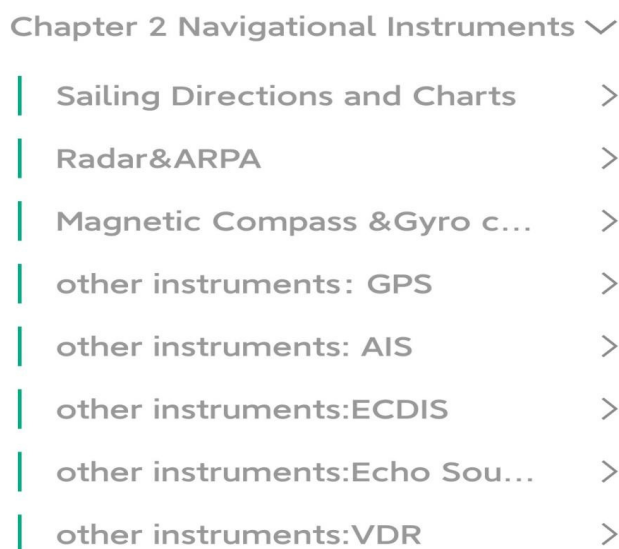 Chapter 2 Navigational Instruments
Sailing Directions and Charts
Radar&ARPA
Magnetic Compass &Gyro c...
other instruments: GPS
other instruments: AIS
other instruments:ECDIS
other instruments:Echo Sou...
other instruments:VDR